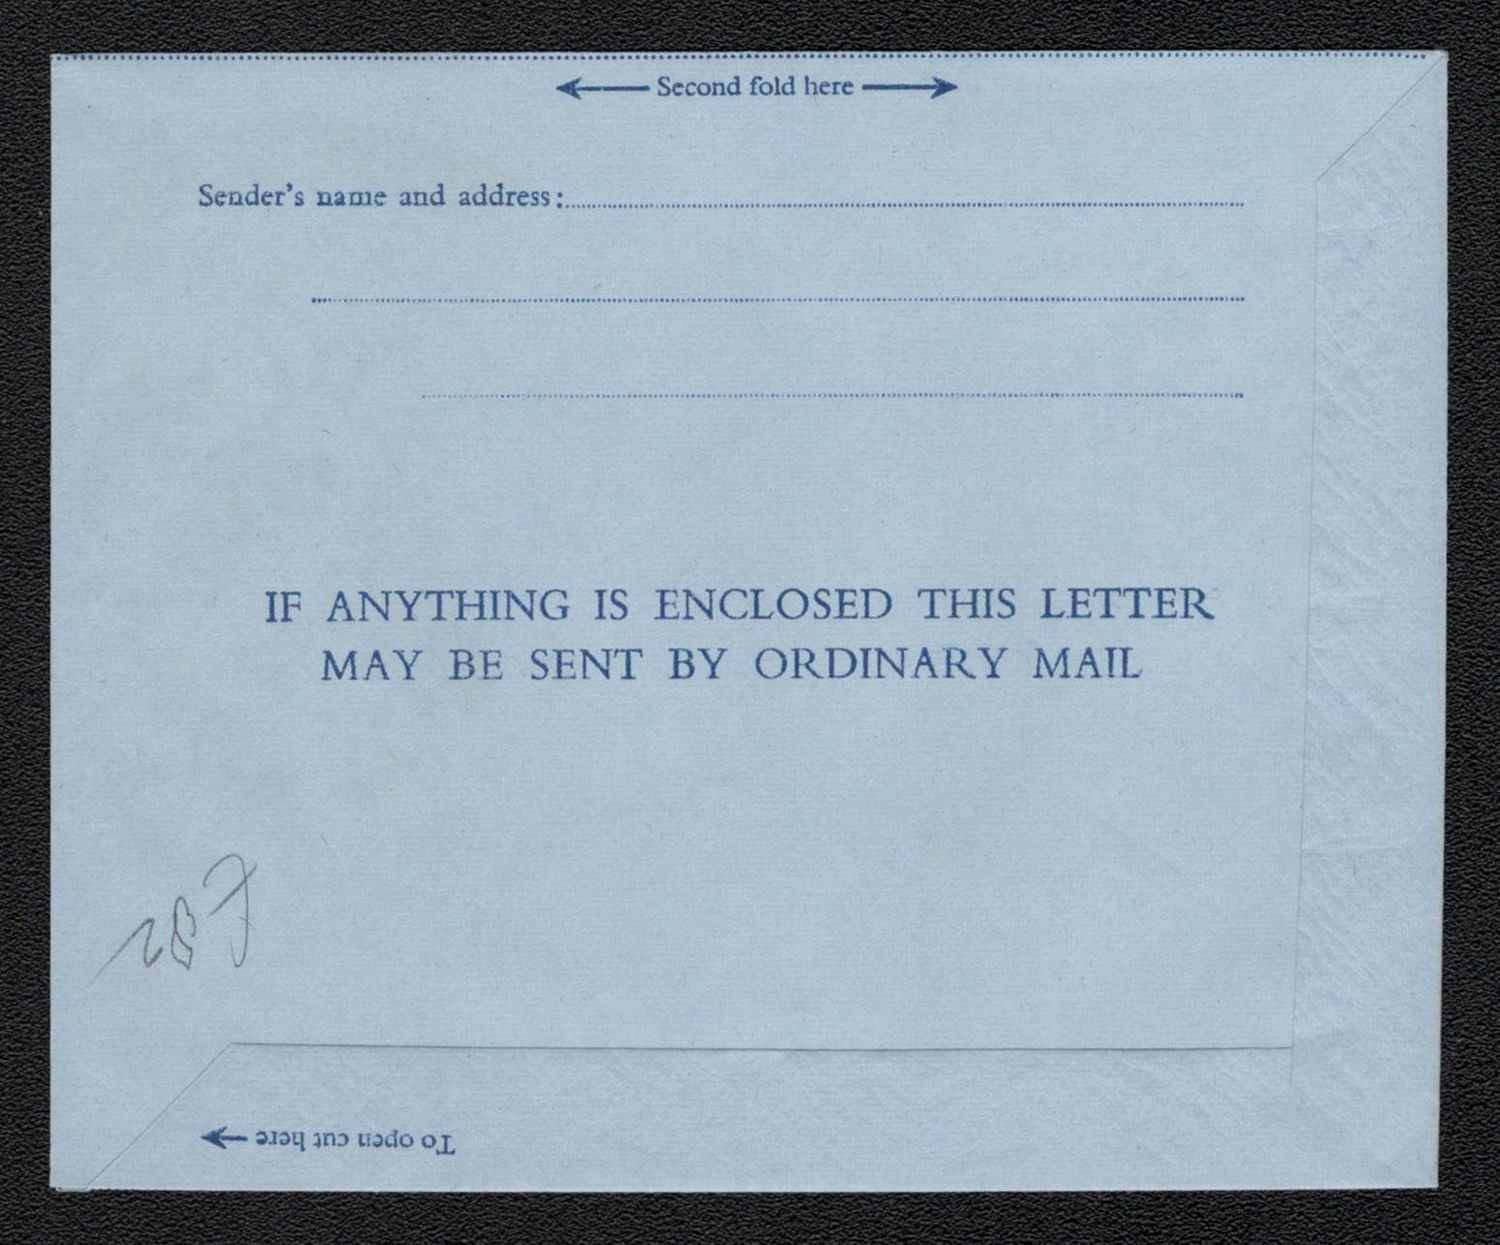 Second fold here
Sender's name and address:
IF ANYTHING IS ENCLOSED THIS LETTER
MAY BE SENT BY ORDINARY MAIL
To open cut here